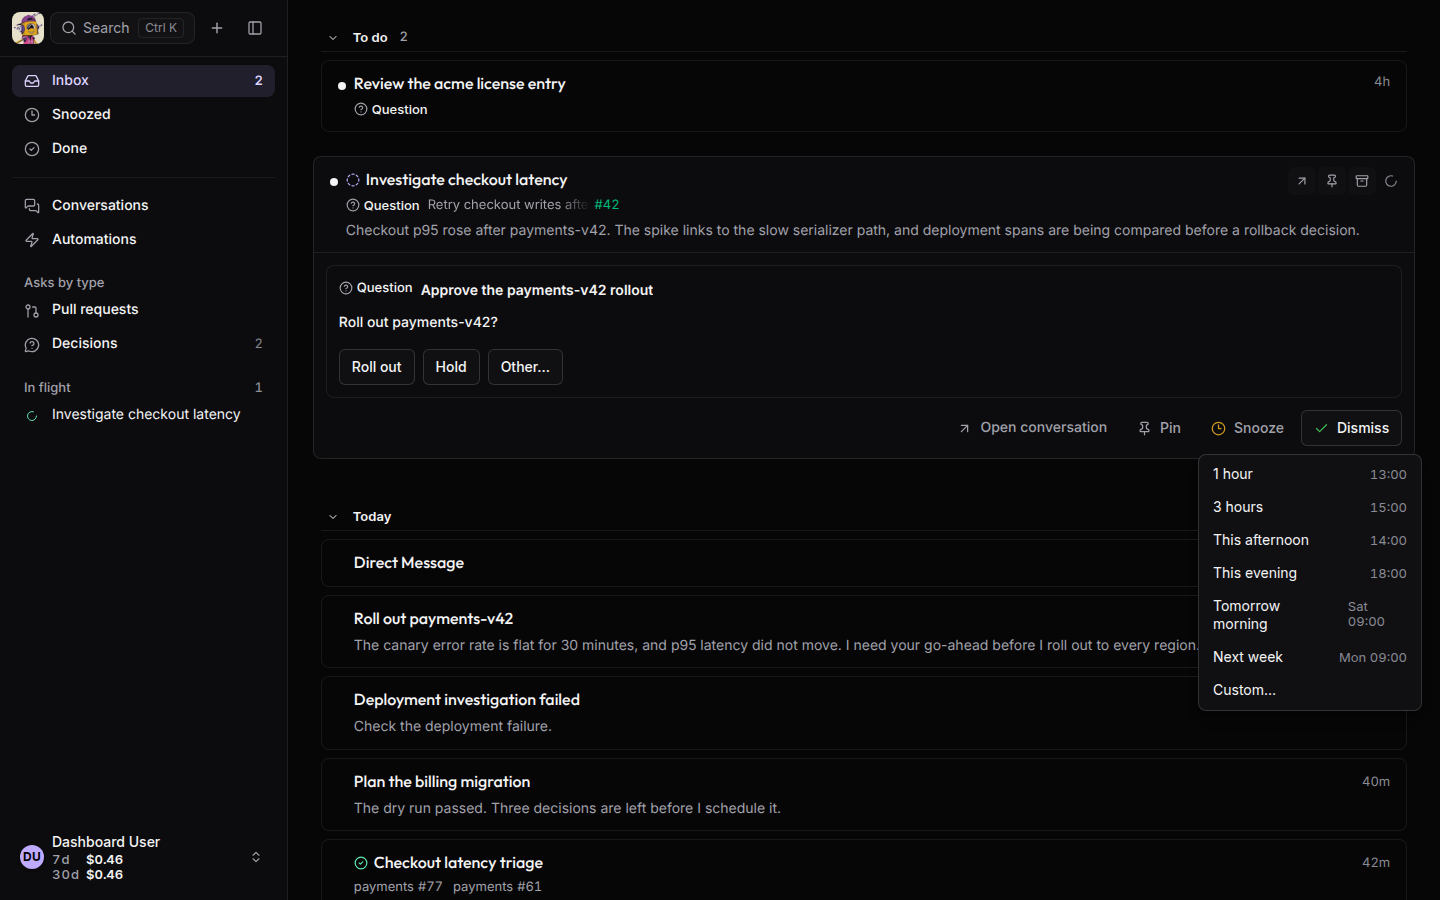 Search Ctrl K
Inbox 2
Snoozed
Done
Conversations
Automations
Asks by type
Pull requests
Decisions 2
In flight 1
Investigate checkout latency
DU
Dashboard User
7d $0.46
30d $0.46
To do 2
Review the acme license entry 4h
Question
Investigate checkout latency
Question Retry checkout writes afte #42
Checkout p95 rose after payments-v42. The spike links to the slow serializer path, and deployment spans are being compared before a rollback decision.
Question Approve the payments-v42 rollout
Roll out payments-v42?
Roll out Hold Other...
Open conversation Pin Snooze Dismiss
1 hour 13:00
3 hours 15:00
This afternoon 14:00
This evening 18:00
Tomorrow morning Sat 09:00
Next week Mon 09:00
Custom...
Today
Direct Message
Roll out payments-v42
The canary error rate is flat for 30 minutes, and p95 latency did not move. I need your go-ahead before I roll out to every region.
Deployment investigation failed
Check the deployment failure.
Plan the billing migration 40m
The dry run passed. Three decisions are left before I schedule it.
Checkout latency triage 42m
payments #77 payments #61